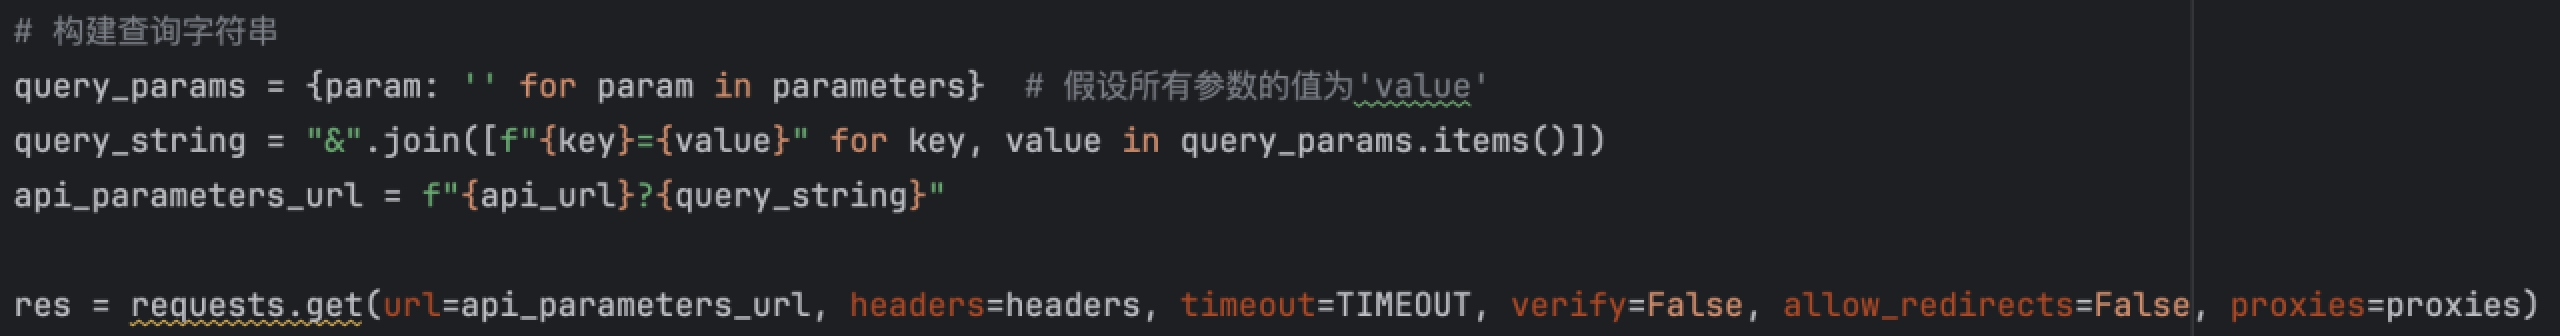 # 构建查询字符串
query_params = {param: '' for param in parameters}  # 假设所有参数的值为'value'
query_string = "&".join([f"{key}={value}" for key, value in query_params.items()])
api_parameters_url = f"{api_url}?{query_string}"
res = requests.get(url=api_parameters_url, headers=headers, timeout=TIMEOUT, verify=False, allow_redirects=False, proxies=proxies)